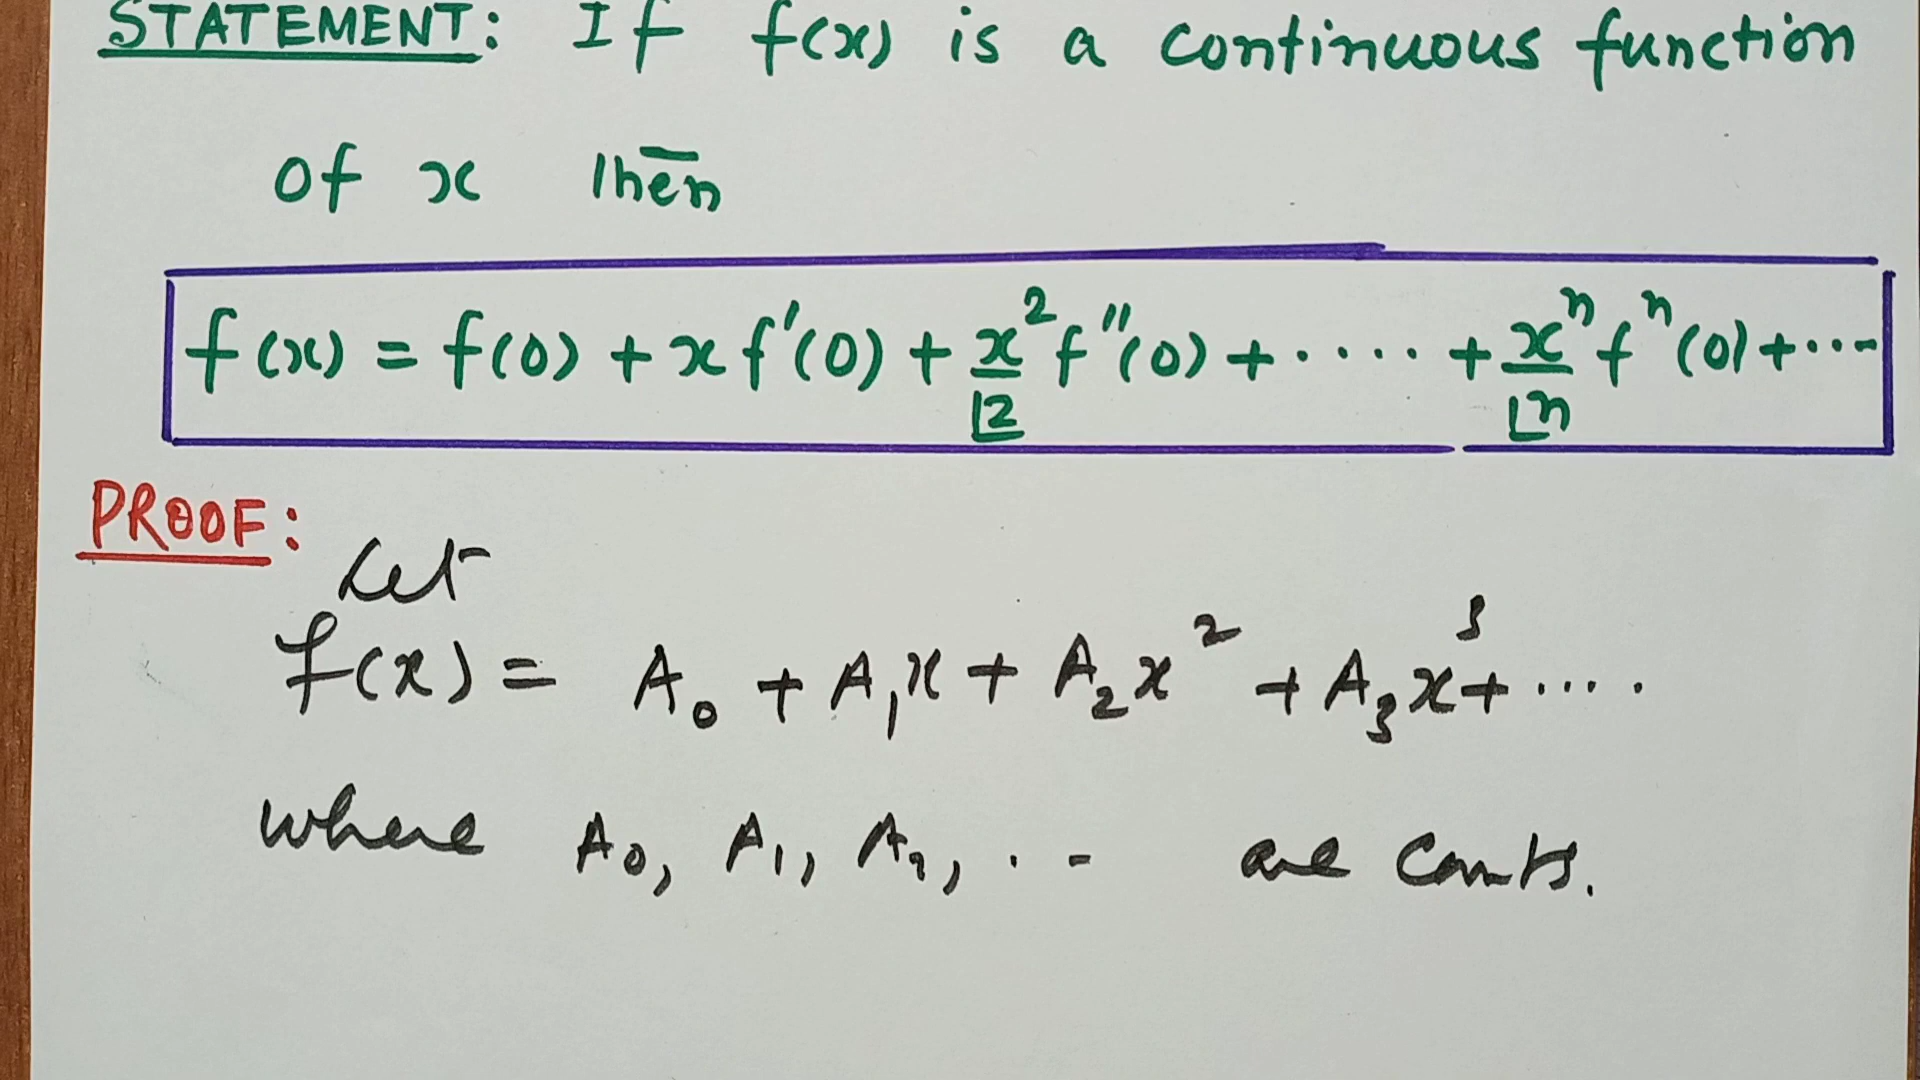 STATEMENT: If f(x) is a continuous function
of x then
f(x) = f(0) + x f'(0) + x²/⌊2 f''(0) + ····· + xⁿ/⌊n fⁿ(0) + ····
PROOF:
Let
f(x) = A₀ + A₁x + A₂x² + A₃x³ + ....
where A₀, A₁, A₂, . - are consts.